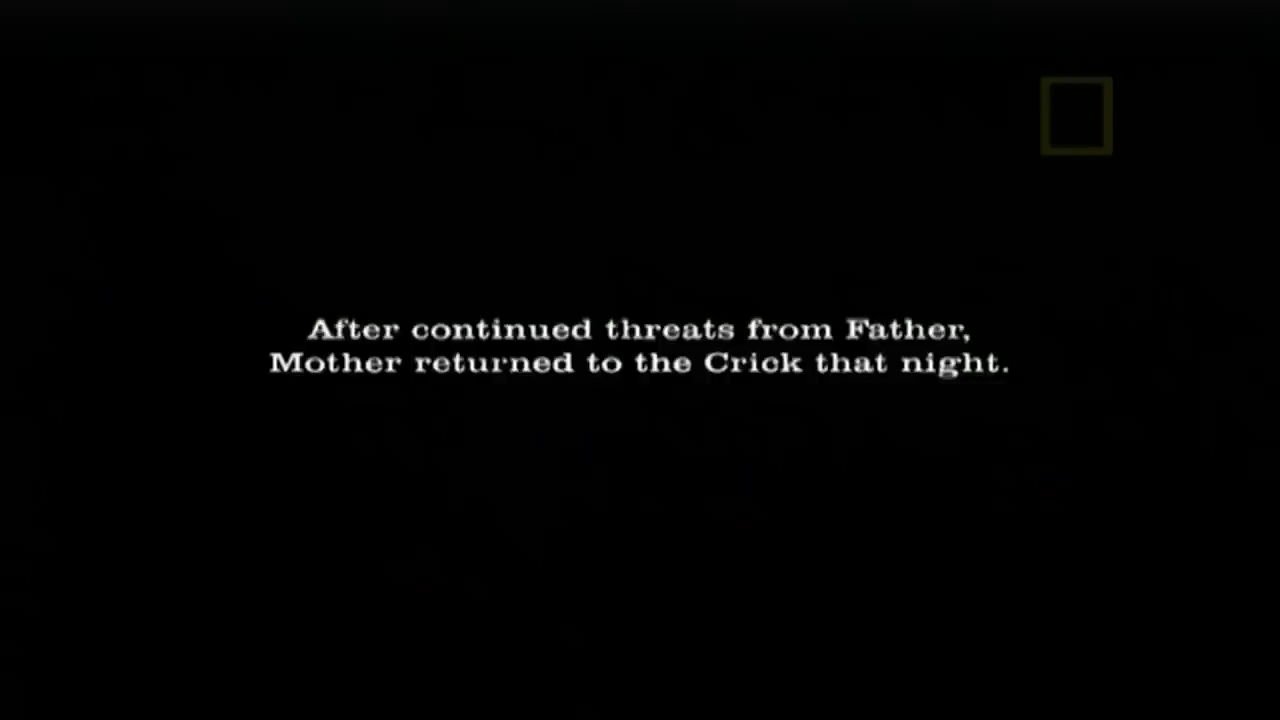 After continued threats from Father,
Mother returned to the Crick that night.